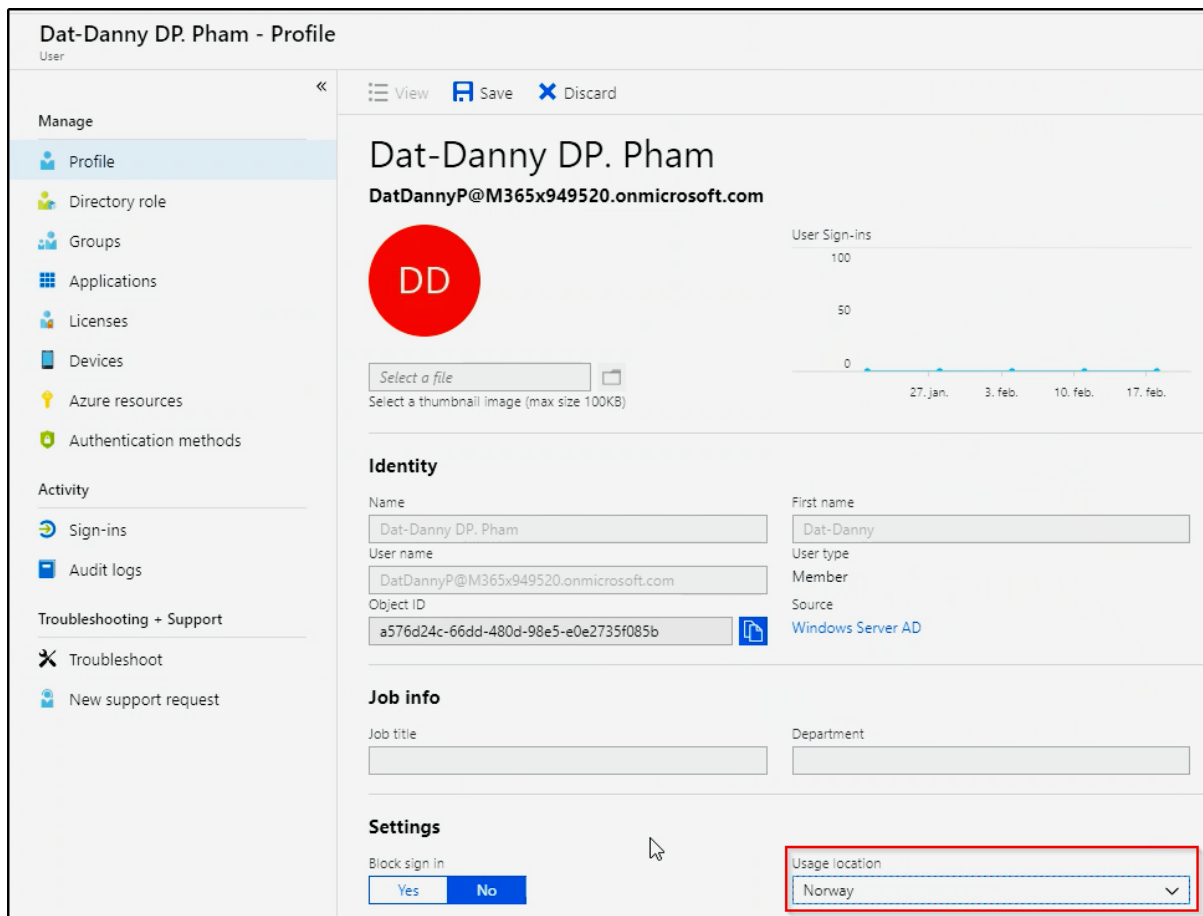 Dat-Danny DP. Pham - Profile
User
«
Manage
Profile
Directory role
Groups
Applications
Licenses
Devices
Azure resources
Authentication methods
Activity
Sign-ins
Audit logs
Troubleshooting + Support
Troubleshoot
New support request
View Save Discard
Dat-Danny DP. Pham
DatDannyP@M365x949520.onmicrosoft.com
DD
Select a file
Select a thumbnail image (max size 100KB)
User Sign-ins
100
50
0
27. jan. 3. feb. 10. feb. 17. feb.
Identity
Name First name
Dat-Danny DP. Pham Dat-Danny
User name User type
DatDannyP@M365x949520.onmicrosoft.com Member
Object ID Source
a576d24c-66dd-480d-98e5-e0e2735f085b Windows Server AD
Job info
Job title Department
Settings
Block sign in Usage location
Yes No Norway